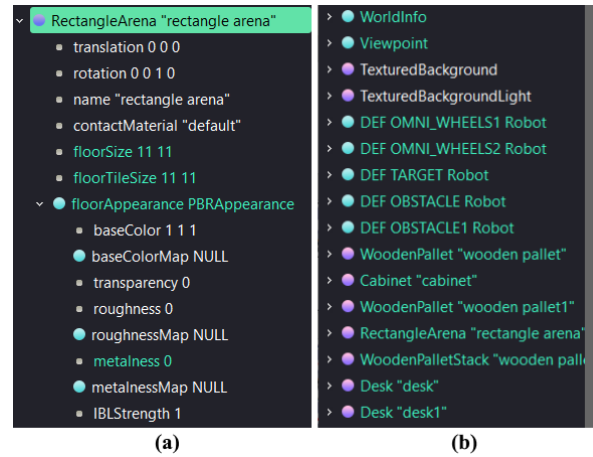 RectangleArena "rectangle arena"
translation 0 0 0
rotation 0 0 1 0
name "rectangle arena"
contactMaterial "default"
floorSize 11 11
floorTileSize 11 11
floorAppearance PBRAppearance
baseColor 1 1 1
baseColorMap NULL
transparency 0
roughness 0
roughnessMap NULL
metalness 0
metalnessMap NULL
IBLStrength 1
(a)
WorldInfo
Viewpoint
TexturedBackground
TexturedBackgroundLight
DEF OMNI_WHEELS1 Robot
DEF OMNI_WHEELS2 Robot
DEF TARGET Robot
DEF OBSTACLE Robot
DEF OBSTACLE1 Robot
WoodenPallet "wooden pallet"
Cabinet "cabinet"
WoodenPallet "wooden pallet1"
RectangleArena "rectangle arena"
WoodenPalletStack "wooden palle
Desk "desk"
Desk "desk1"
(b)